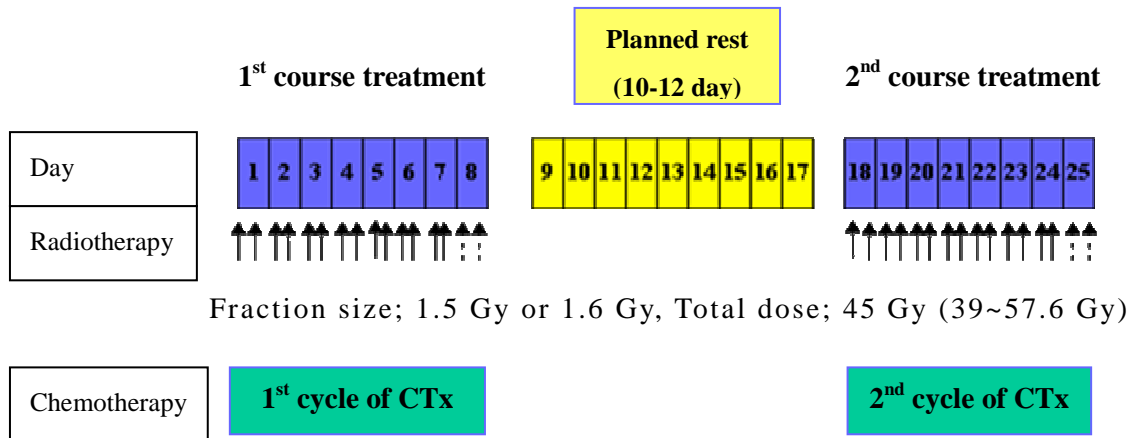 Planned rest
(10-12 day)
1st course treatment
2nd course treatment
Day
1 2 3 4 5 6 7 8
9 10 11 12 13 14 15 16 17
18 19 20 21 22 23 24 25
Radiotherapy
Fraction size; 1.5 Gy or 1.6 Gy, Total dose; 45 Gy (39~57.6 Gy)
Chemotherapy
1st cycle of CTx
2nd cycle of CTx